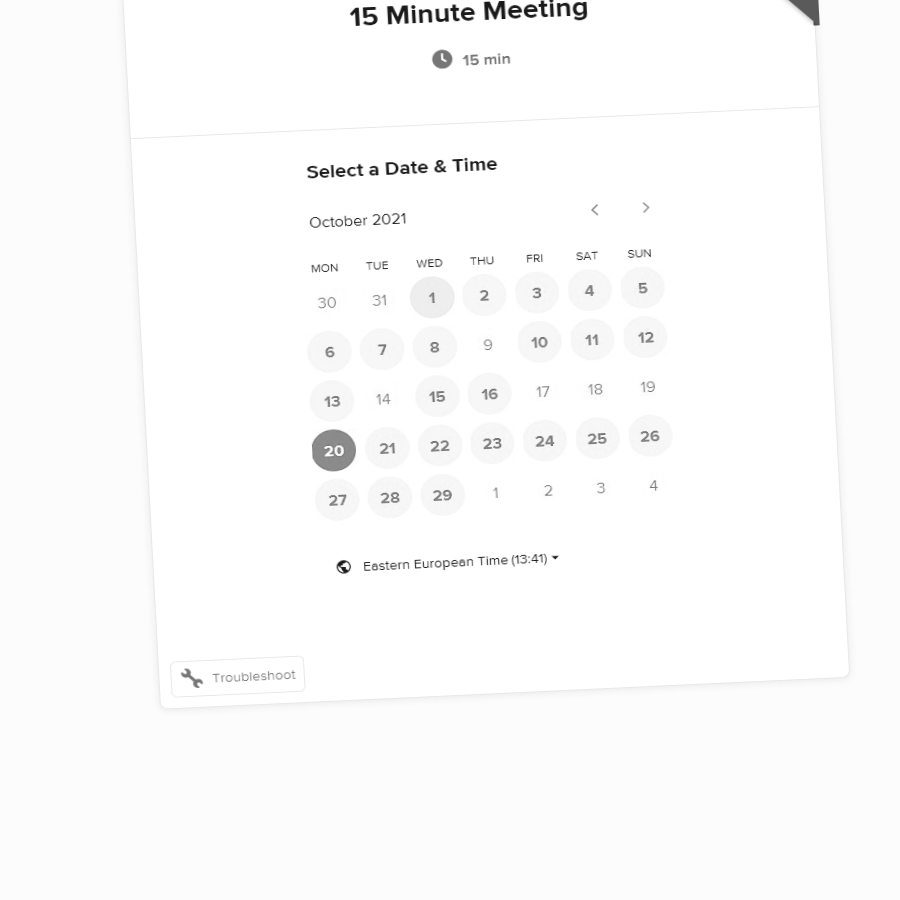 15 Minute Meeting
15 min
Select a Date & Time
October 2021
MON TUE WED THU FRI SAT SUN
30 31 1 2 3 4 5
6 7 8 9 10 11 12
13 14 15 16 17 18 19
20 21 22 23 24 25 26
27 28 29 1 2 3 4
Eastern European Time (13:41)
Troubleshoot